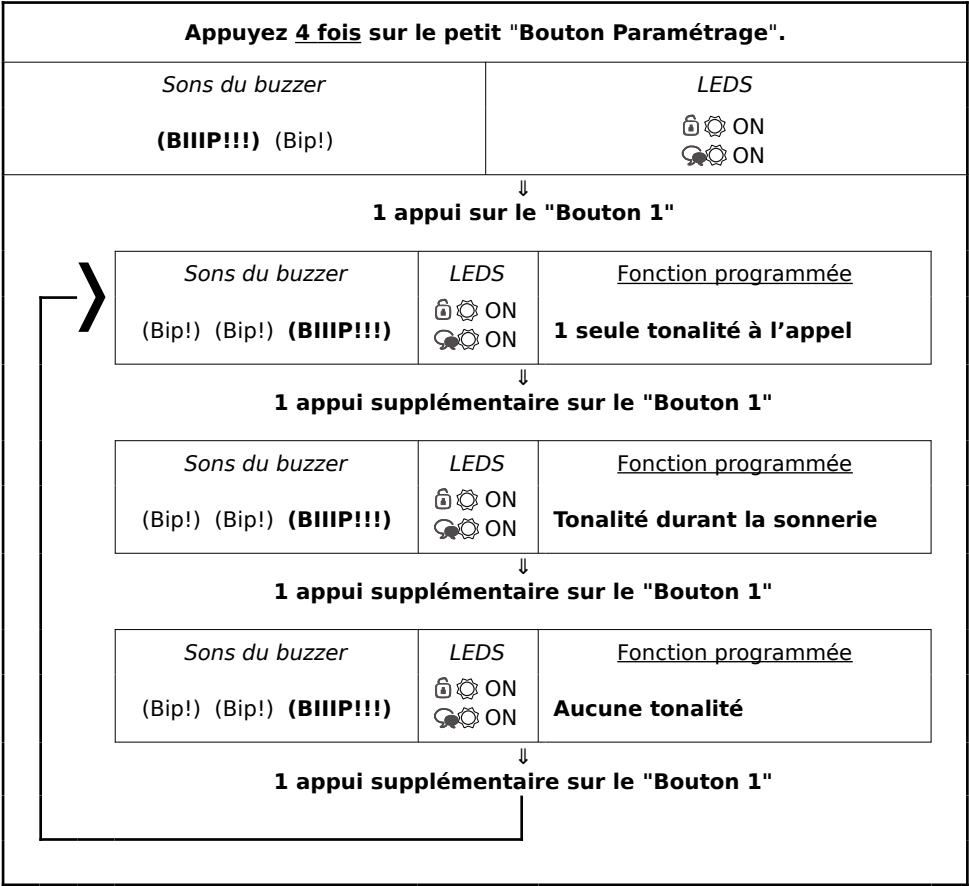 Appuyez 4 fois sur le petit "Bouton Paramétrage".
Sons du buzzer
LEDS
(BIIIP!!!) (Bip!)
ON
ON
⇓
1 appui sur le "Bouton 1"
Sons du buzzer
LEDS
Fonction programmée
(Bip!) (Bip!) (BIIIP!!!)
ON
ON
1 seule tonalité à l’appel
⇓
1 appui supplémentaire sur le "Bouton 1"
Sons du buzzer
LEDS
Fonction programmée
(Bip!) (Bip!) (BIIIP!!!)
ON
ON
Tonalité durant la sonnerie
⇓
1 appui supplémentaire sur le "Bouton 1"
Sons du buzzer
LEDS
Fonction programmée
(Bip!) (Bip!) (BIIIP!!!)
ON
ON
Aucune tonalité
⇓
1 appui supplémentaire sur le "Bouton 1"